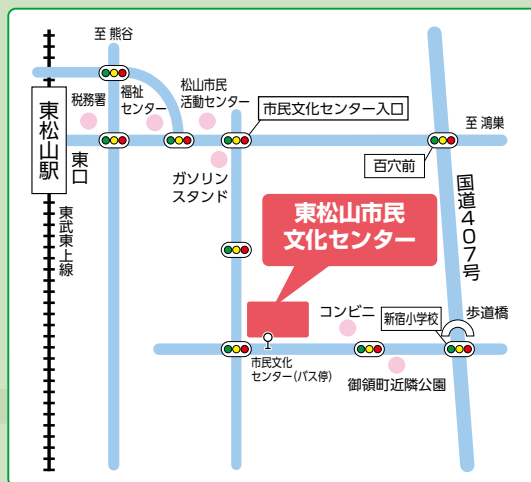 至 熊谷
税務署
福祉
センター
松山市民
活動センター
市民文化センター入口
至 鴻巣
東松山駅
東口
百穴前
ガソリン
スタンド
東武東上線
国道407号
東松山市民
文化センター
コンビニ
新宿小学校
歩道橋
市民文化
センター(バス停)
御領町近隣公園